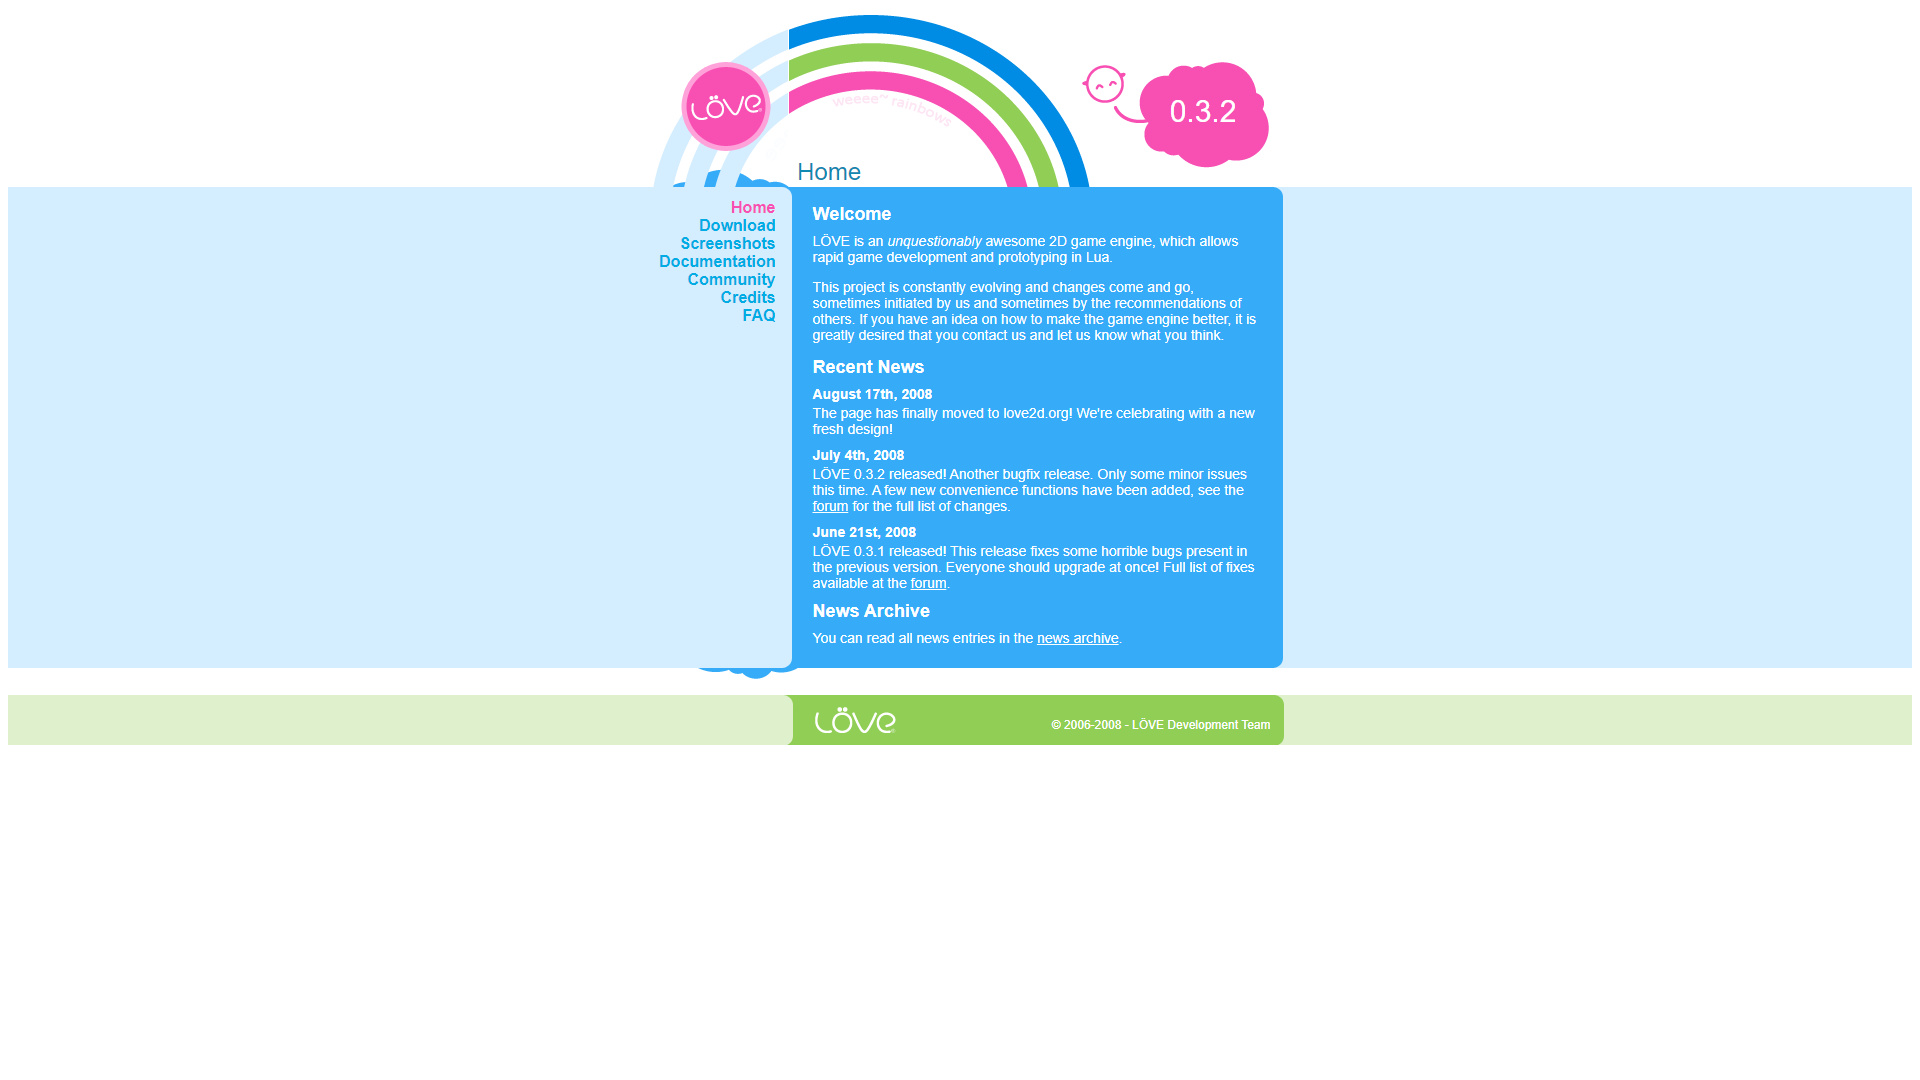 LÖVE
weeee~ rainbows
0.3.2
Home
Home
Download
Screenshots
Documentation
Community
Credits
FAQ
Welcome
LÖVE is an unquestionably awesome 2D game engine, which allows
rapid game development and prototyping in Lua.
This project is constantly evolving and changes come and go,
sometimes initiated by us and sometimes by the recommendations of
others. If you have an idea on how to make the game engine better, it is
greatly desired that you contact us and let us know what you think.
Recent News
August 17th, 2008
The page has finally moved to love2d.org! We're celebrating with a new
fresh design!
July 4th, 2008
LÖVE 0.3.2 released! Another bugfix release. Only some minor issues
this time. A few new convenience functions have been added, see the
forum for the full list of changes.
June 21st, 2008
LÖVE 0.3.1 released! This release fixes some horrible bugs present in
the previous version. Everyone should upgrade at once! Full list of fixes
available at the forum.
News Archive
You can read all news entries in the news archive.
LÖVE
© 2006-2008 - LÖVE Development Team